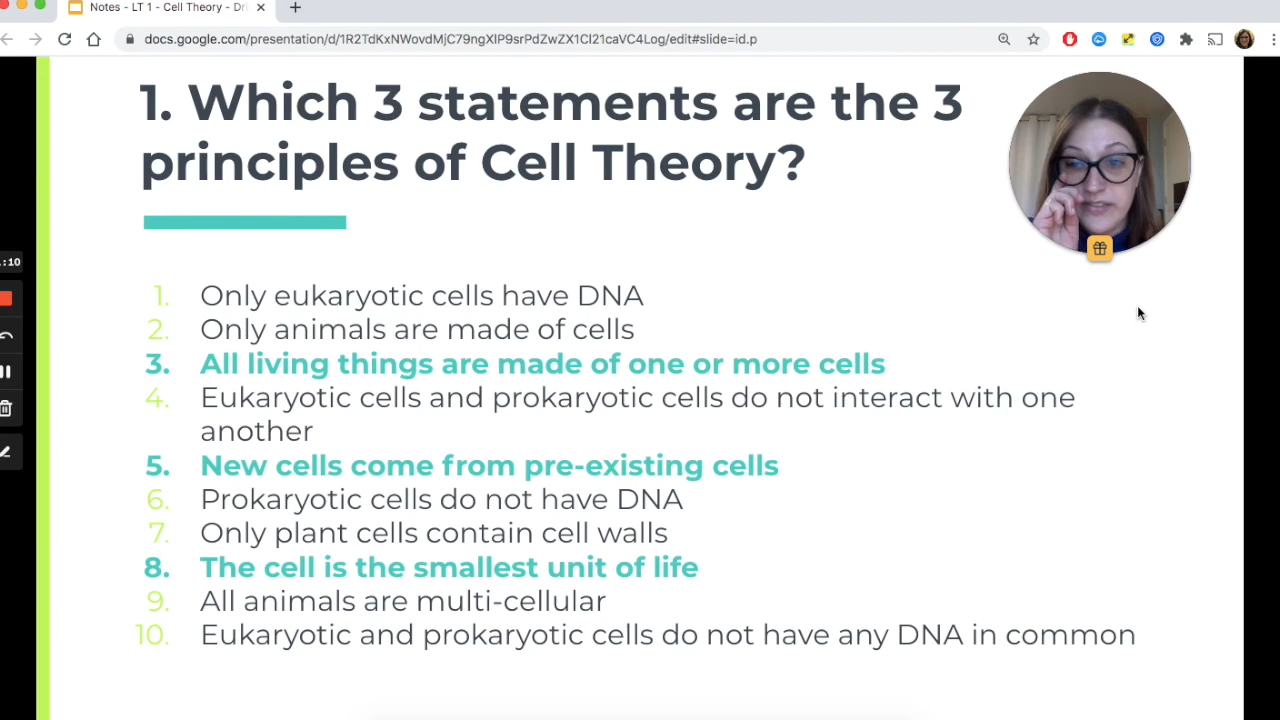 Notes - LT 1 - Cell Theory - Dri
docs.google.com/presentation/d/1R2TdKxNWovdMjC79ngXlP9srPdZwZX1CI21caVC4Log/edit#slide=id.p
1. Which 3 statements are the 3
principles of Cell Theory?
:10
1. Only eukaryotic cells have DNA
2. Only animals are made of cells
3. All living things are made of one or more cells
4. Eukaryotic cells and prokaryotic cells do not interact with one
another
5. New cells come from pre-existing cells
6. Prokaryotic cells do not have DNA
7. Only plant cells contain cell walls
8. The cell is the smallest unit of life
9. All animals are multi-cellular
10. Eukaryotic and prokaryotic cells do not have any DNA in common